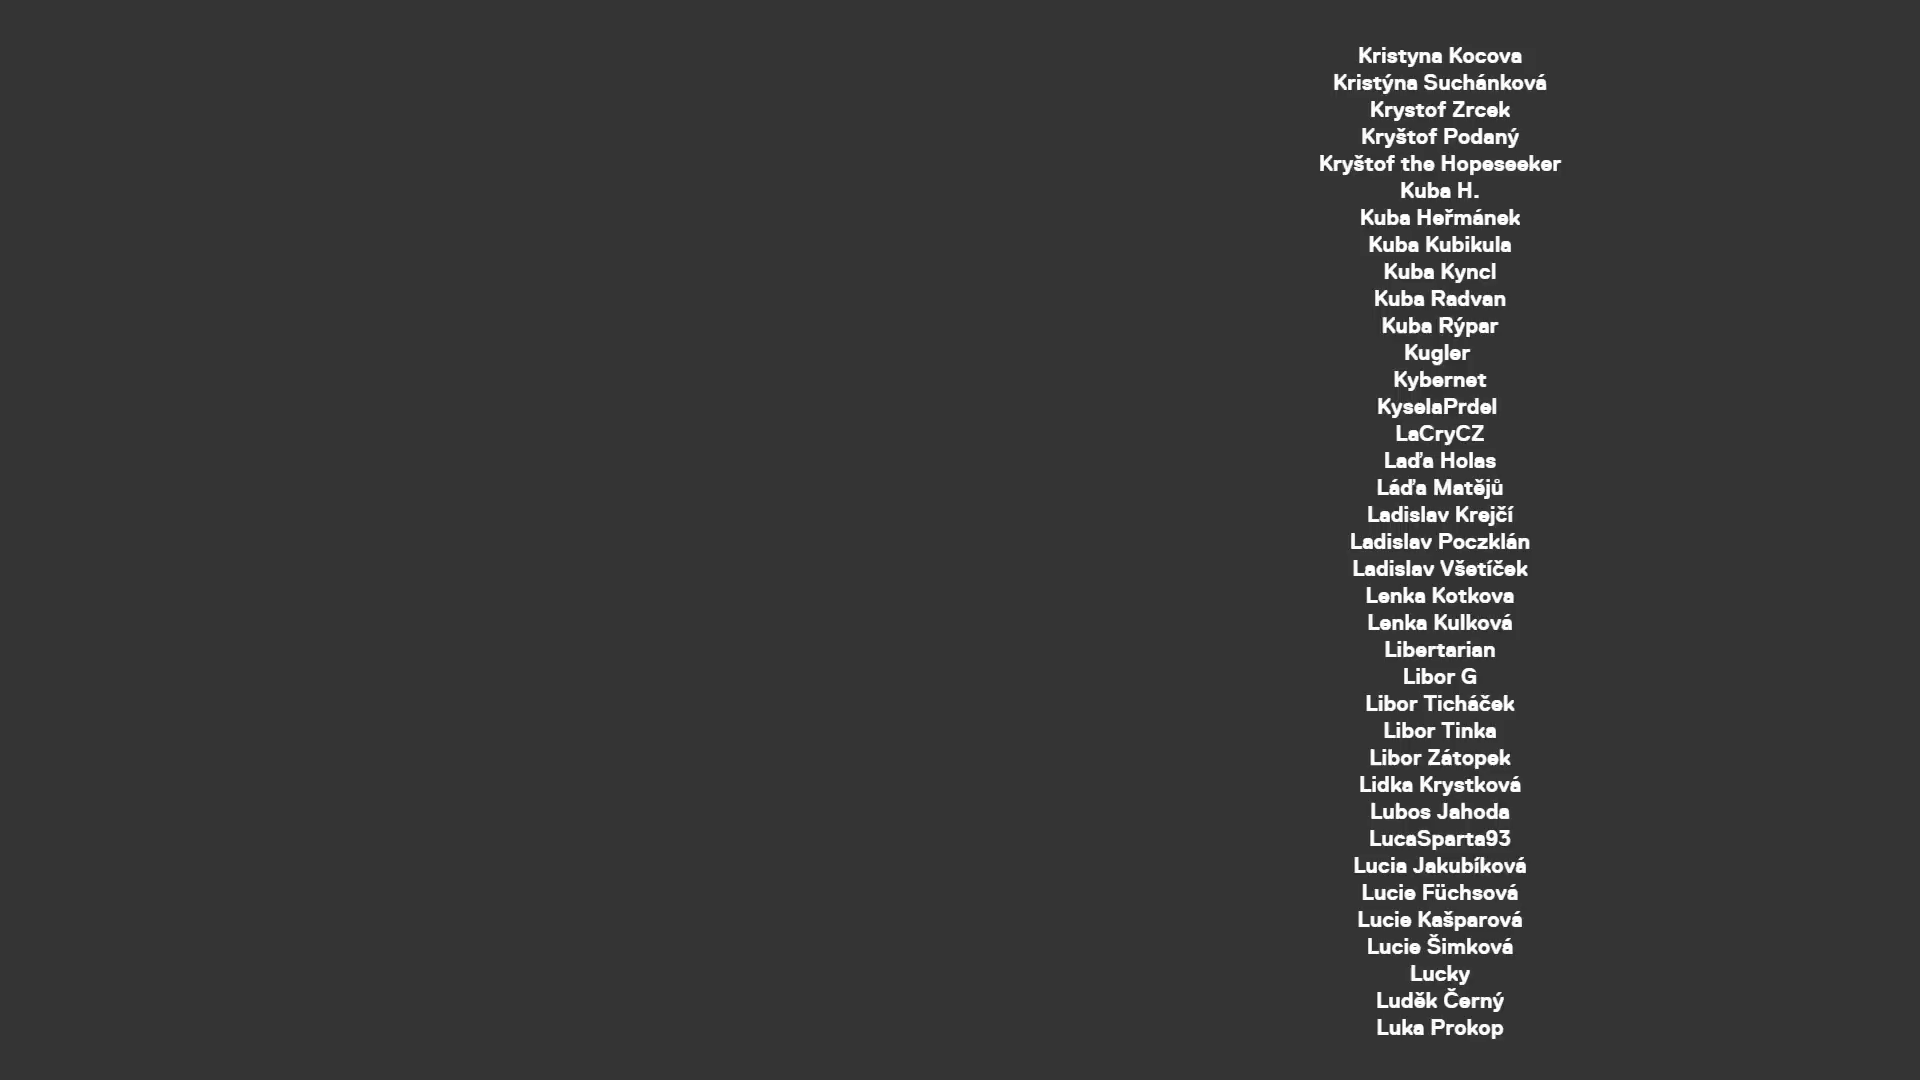 Kristyna Kocova
Kristýna Suchánková
Krystof Zrcek
Kryštof Podaný
Kryštof the Hopeseeker
Kuba H.
Kuba Heřmánek
Kuba Kubikula
Kuba Kyncl
Kuba Radvan
Kuba Rýpar
Kugler
Kybernet
KyselaPrdel
LaCryCZ
Laďa Holas
Láďa Matějů
Ladislav Krejčí
Ladislav Poczklán
Ladislav Všetíček
Lenka Kotkova
Lenka Kulková
Libertarian
Libor G
Libor Ticháček
Libor Tinka
Libor Zátopek
Lidka Krystková
Lubos Jahoda
LucaSparta93
Lucia Jakubíková
Lucie Füchsová
Lucie Kašparová
Lucie Šimková
Lucky
Luděk Černý
Luka Prokop